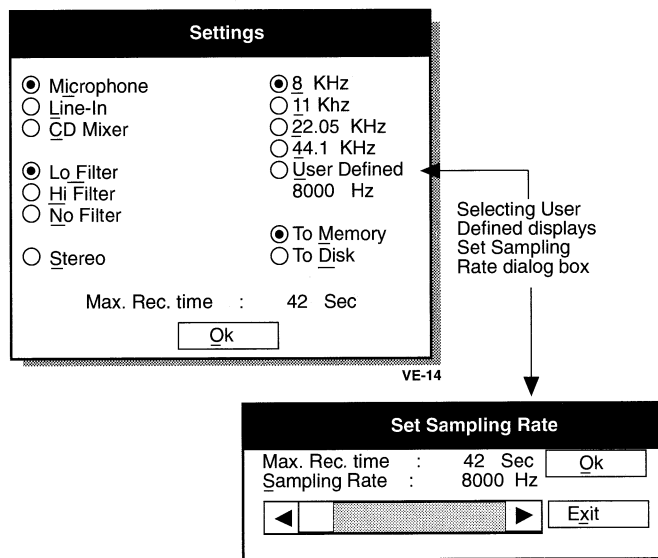 Settings
Microphone
Line-In
CD Mixer
Lo Filter
Hi Filter
No Filter
Stereo
8 KHz
11 Khz
22.05 KHz
44.1 KHz
User Defined
8000 Hz
To Memory
To Disk
Max. Rec. time : 42 Sec
Ok
VE-14
Selecting User
Defined displays
Set Sampling
Rate dialog box
Set Sampling Rate
Max. Rec. time : 42 Sec
Ok
Sampling Rate : 8000 Hz
Exit